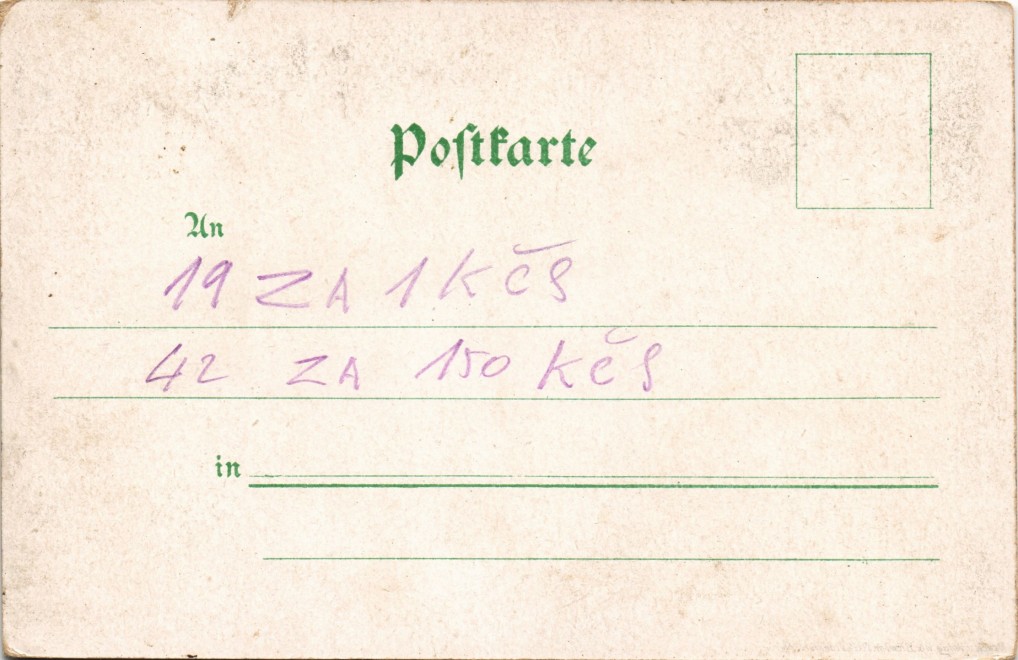 Postkarte
An
19 ZA 1 Kčs
42 ZA 150 Kčs
in